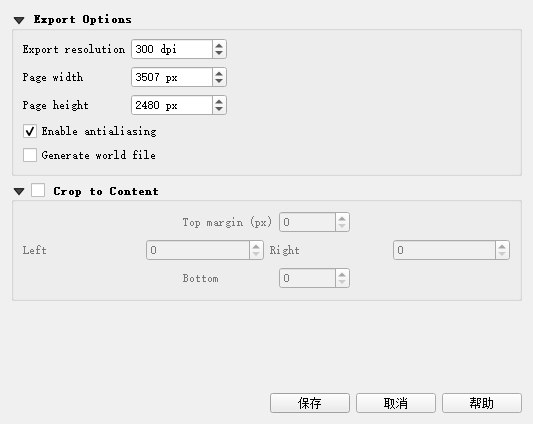 Export Options
Export resolution 300 dpi
Page width 3507 px
Page height 2480 px
Enable antialiasing
Generate world file
Crop to Content
Top margin (px) 0
Left 0 Right 0
Bottom 0
保存 取消 帮助